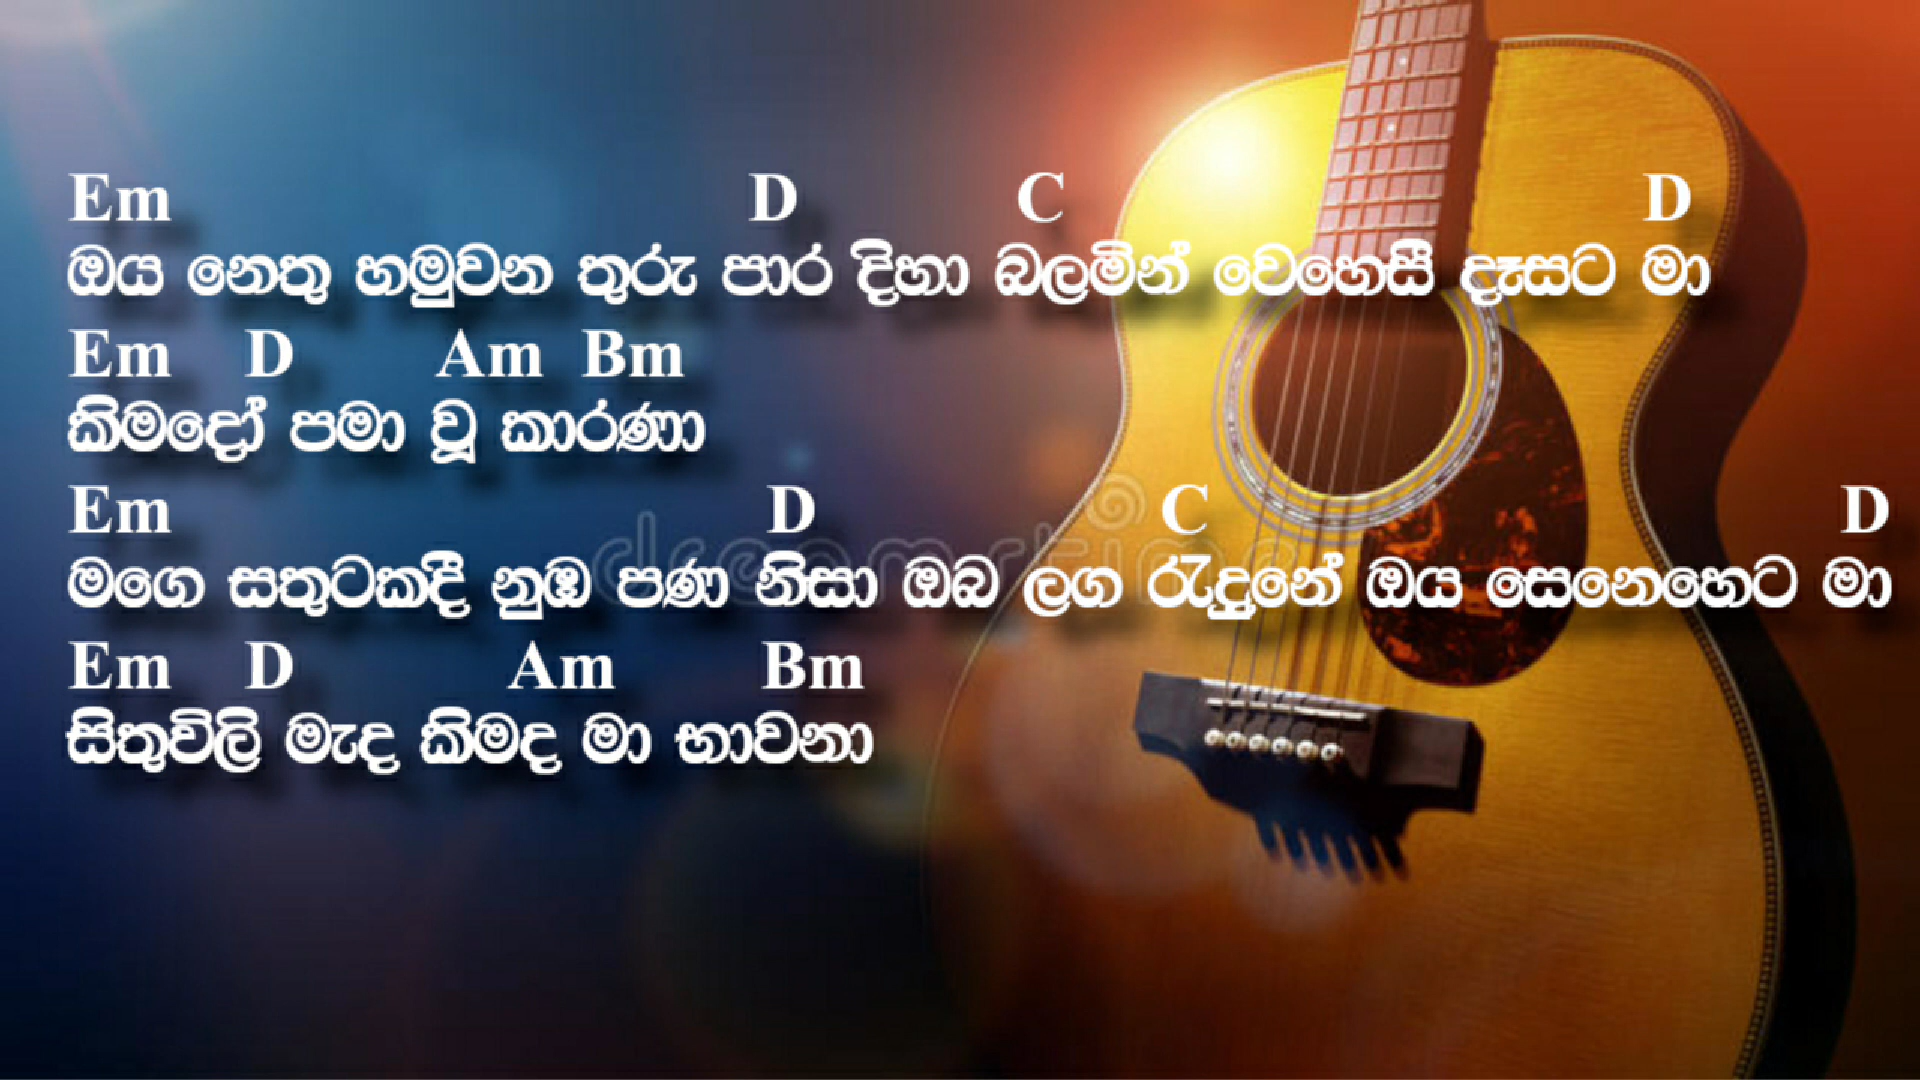 Em D C D
ඔය නෙතු හමුවන තුරු පාර දිහා බලමින් වෙහෙසී දෑසට මා
Em D Am Bm
කිමදෝ පමා වූ කාරණා
Em D C D
මගෙ සතුටකදී නුඹ පණ නිසා ඔබ ලග රැදුනේ ඔය සෙනෙහෙට මා
Em D Am Bm
සිතුවිලි මැද කිමද මා භාවනා
dreamstime